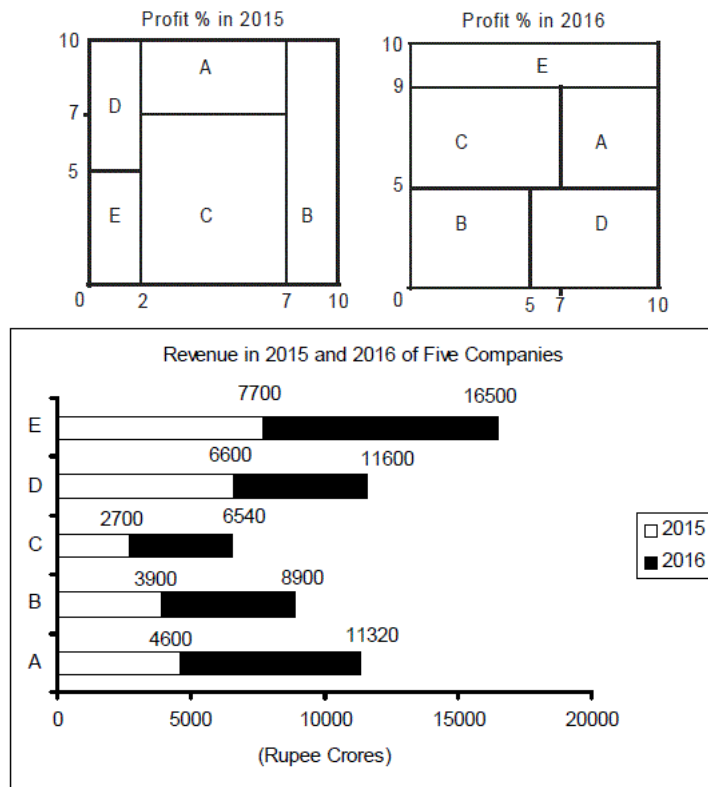 Profit % in 2015
Profit % in 2016
10
A
D
7
5
E
C
B
0
2
7
10
10
E
9
C
A
5
B
D
0
5
7
10
Revenue in 2015 and 2016 of Five Companies
7700
16500
E
6600
11600
D
2700
6540
C
3900
8900
B
4600
11320
A
2015
2016
0
5000
10000
15000
20000
(Rupee Crores)